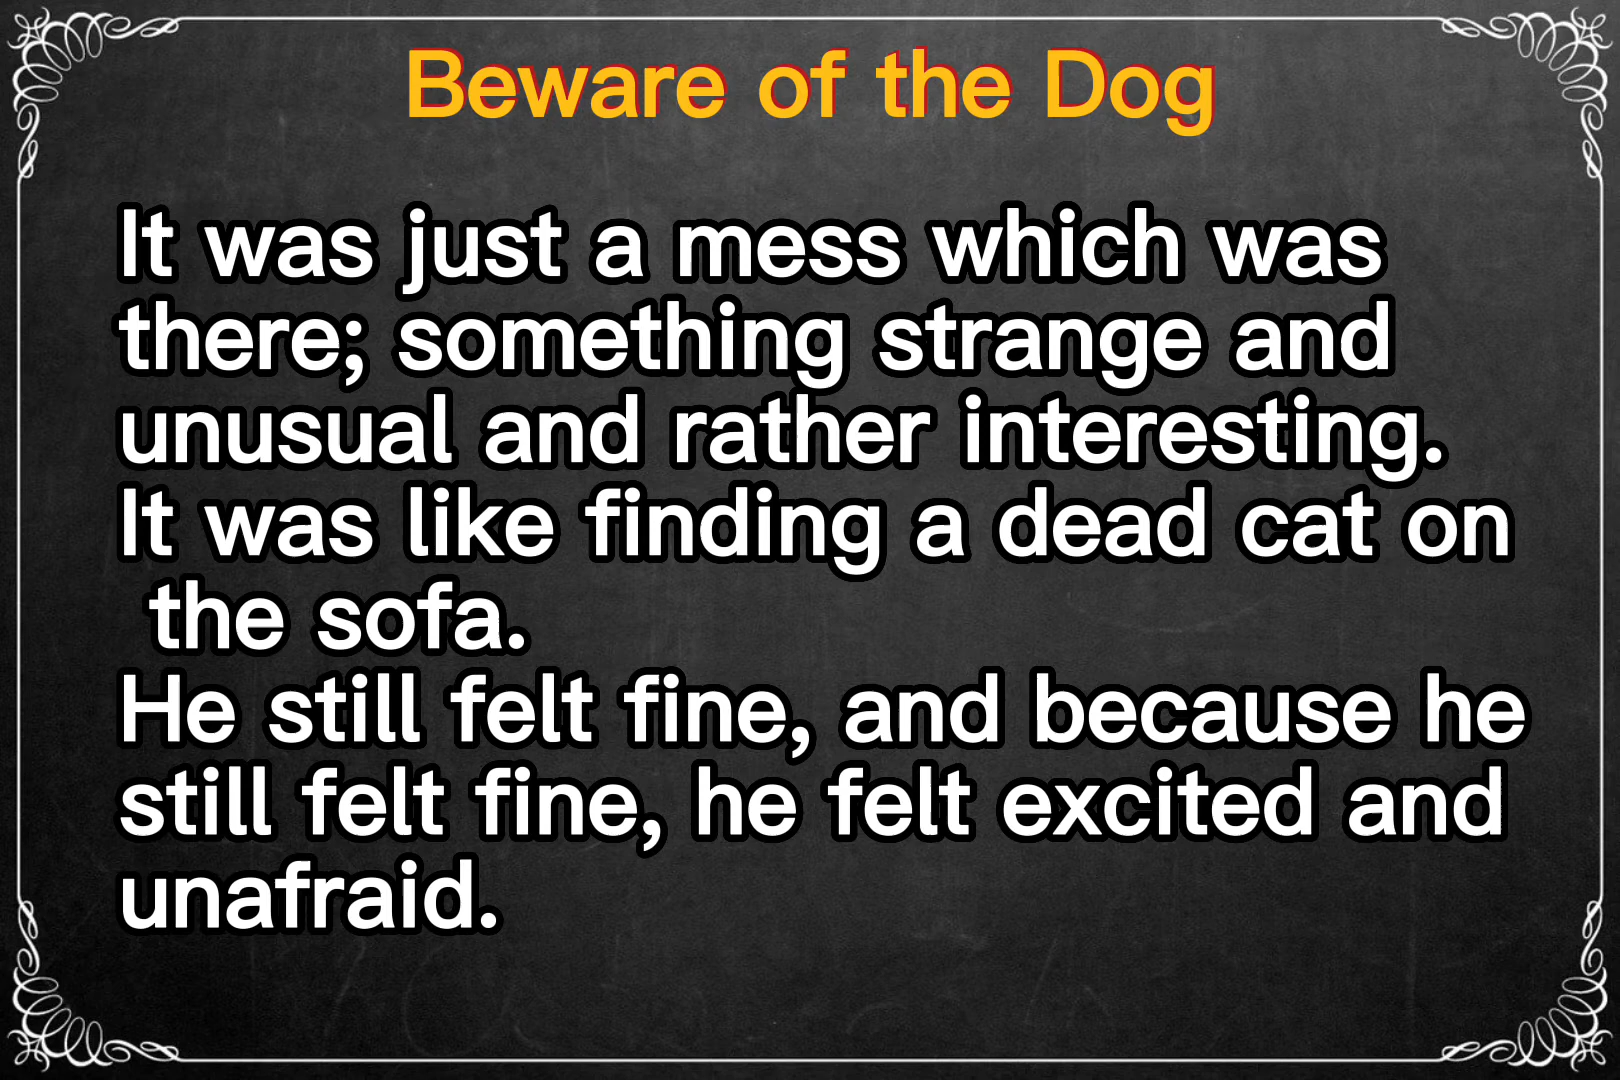 Beware of the Dog
It was just a mess which was
there; something strange and
unusual and rather interesting.
It was like finding a dead cat on
the sofa.
He still felt fine, and because he
still felt fine, he felt excited and
unafraid.